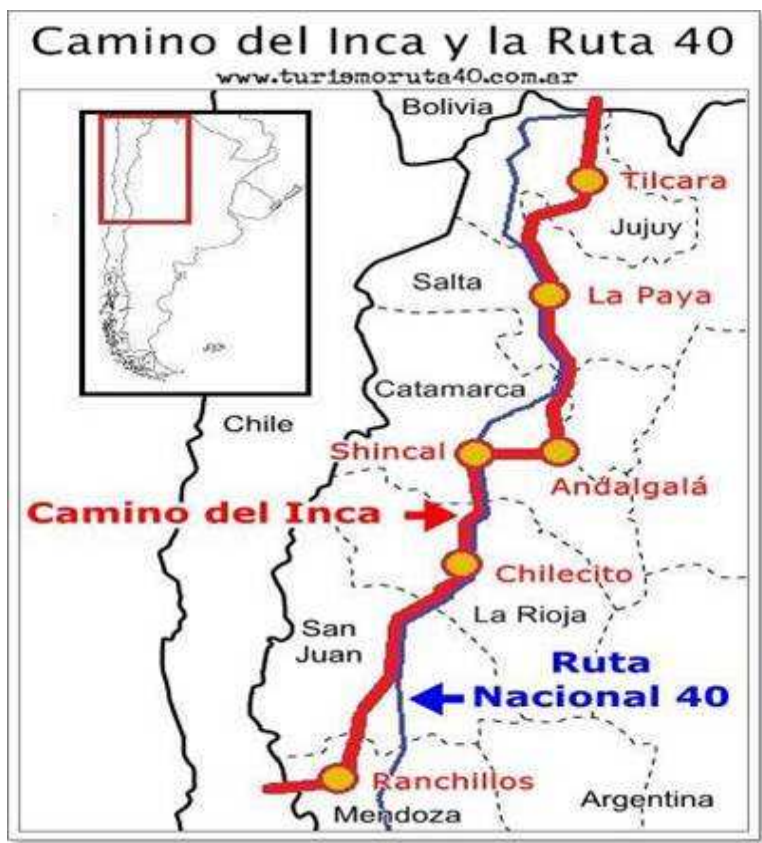 Camino del Inca y la Ruta 40
www.turismoruta40.com.ar
Bolivia
Tilcara
Jujuy
Salta
La Paya
Catamarca
Chile
Shincal
Andalgalá
Camino del Inca
Chilecito
La Rioja
San
Juan
Ruta
Nacional 40
Ranchillos
Argentina
Mendoza